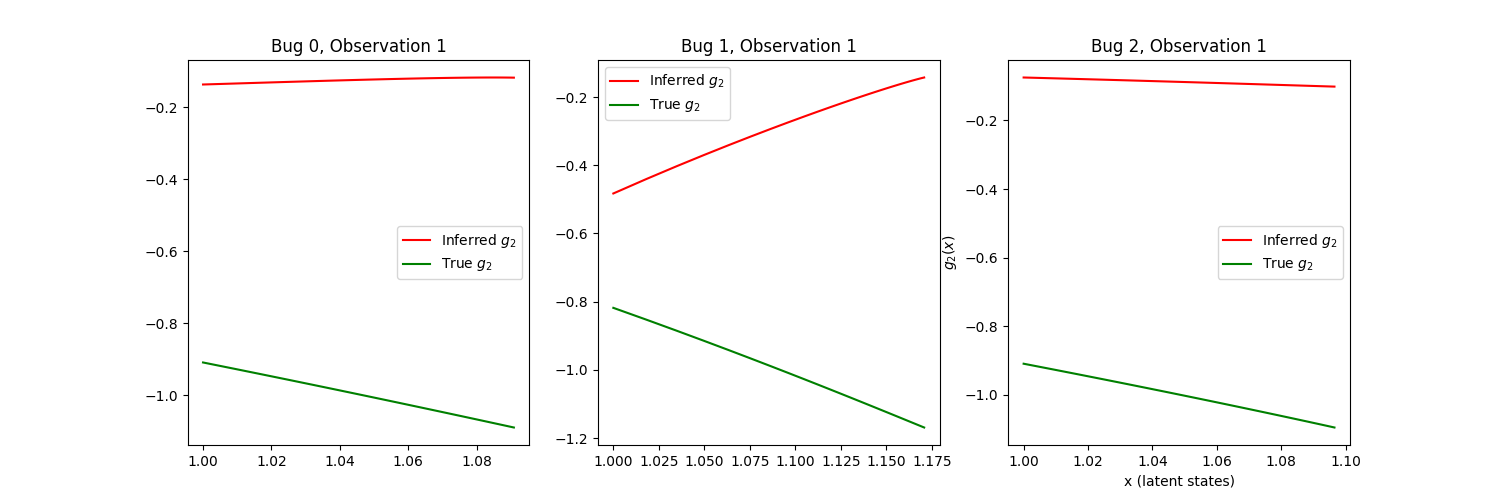 Bug 0, Observation 1
−0.2
−0.4
−0.6
−0.8
−1.0
Inferred g₂
True g₂
1.00 1.02 1.04 1.06 1.08
Bug 1, Observation 1
Inferred g₂
True g₂
−0.2
−0.4
−0.6
−0.8
−1.0
−1.2
1.000 1.025 1.050 1.075 1.100 1.125 1.150 1.175
Bug 2, Observation 1
g₂(x)
−0.2
−0.4
−0.6
−0.8
−1.0
Inferred g₂
True g₂
1.00 1.02 1.04 1.06 1.08 1.10
x (latent states)